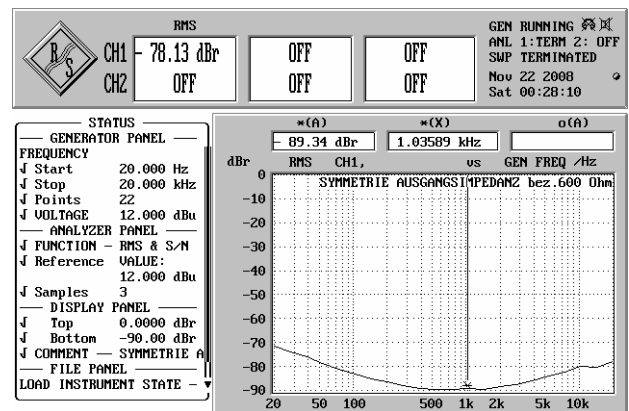 RMS
CH1 - 78.13 dBr OFF OFF
CH2 OFF OFF OFF
R S
GEN RUNNING
ANL 1:TERM 2: OFF
SWP TERMINATED
Nov 22 2008
Sat 00:28:10
STATUS
GENERATOR PANEL
FREQUENCY
Start 20.000 Hz
Stop 20.000 kHz
Points 22
VOLTAGE 12.000 dBu
ANALYZER PANEL
FUNCTION - RMS & S/N
Reference VALUE:
12.000 dBu
Samples 3
DISPLAY PANEL
Top 0.0000 dBr
Bottom -90.00 dBr
COMMENT — SYMMETRIE A
FILE PANEL
LOAD INSTRUMENT STATE -
*(A) *(X) o(A)
- 89.34 dBr 1.03589 kHz
dBr RMS CH1, vs GEN FREQ /Hz
SYMMETRIE AUSGANGSIMPEDANZ bez.600 Ohm
0
-10
-20
-30
-40
-50
-60
-70
-80
-90
20 50 100 500 1k 2k 5k 10k